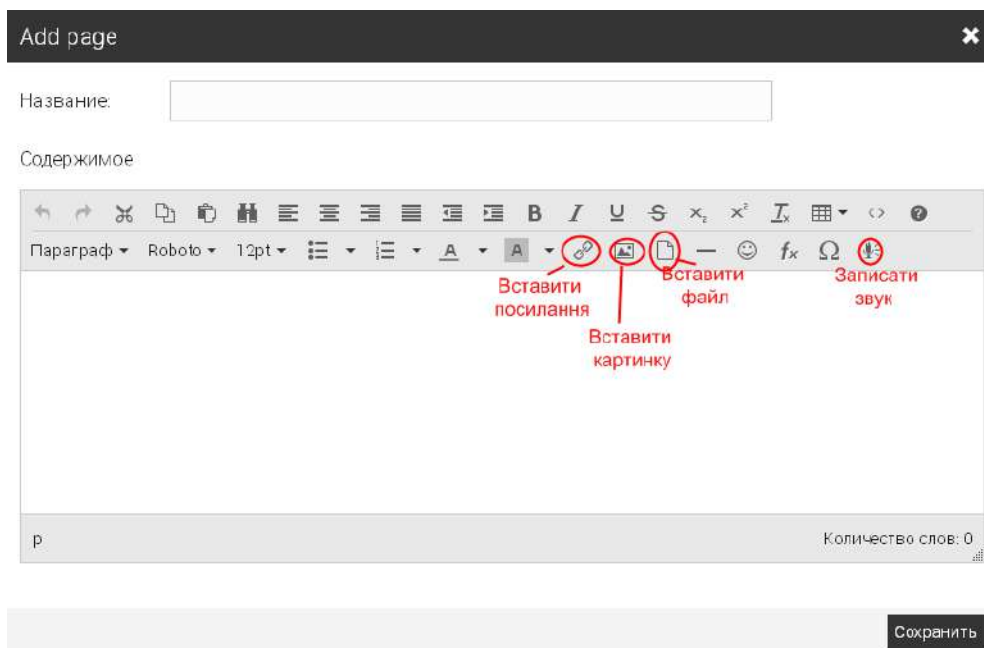 Add page
Название:
Содержимое
Параграф Roboto 12pt A A fx Ω
Вставити посилання
Вставити картинку
Вставити файл
Записати звук
p
Количество слов: 0
Сохранить